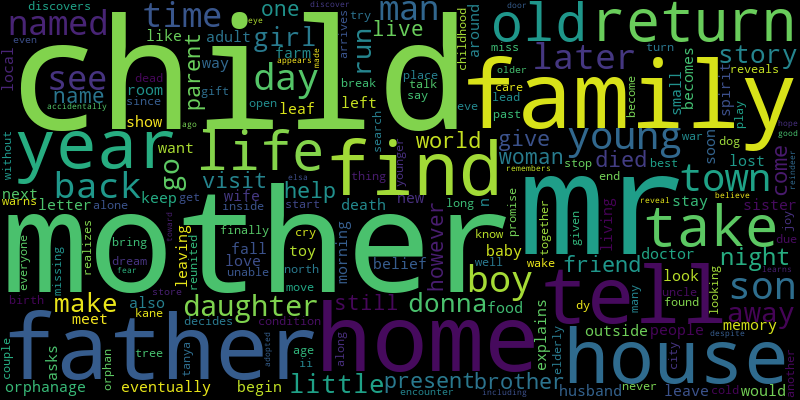 discovers
named
time
one
man
eye
discover
door
old
return
even
like
adult
girl
arrives
try
live
around
childhood
miss
turn
local
see
child
parent
way
farm
run
place
family
older
becomes
story
reveals
name
dead
room
day
break
talk
say
eve
appears
made
care
become
small
spirit
accidentally
since
gift
open
leaf
left
lead
past
play
ago
show
search
world
young
war
hope
good
year
life
find
give
woman
died
soon
dog
lost
come
without
want
go
younger
remembers
stop
best
reindeer
next
back
visit
help
thing
end
believe
warns
letter
alone
keep
get
wife
inside
start
death
new
long
n
mr
town
mother
promise
together
given
living
take
reveal
stay
sister
due
joy
everyone
missing
realizes
bring
dream
fear
finally
fall
love
unable
reunited
leaving
cry
toy
north
move
morning
belief
however
know
baby
well
wake
friend
doctor
night
tell
look
looking
uncle
found
learns
birth
make
also
store
toward
elsa
boy
dy
many
son
away
meet
kane
daughter
still
donna
food
explains
outside
people
memory
couple
father
decides
condition
home
house
city
despite
asks
tree
tanya
adopted
age
ii
along
elderly
another
orphanage
orphan
eventually
begin
little
present
brother
encounter
including
husband
never
leave
cold
would